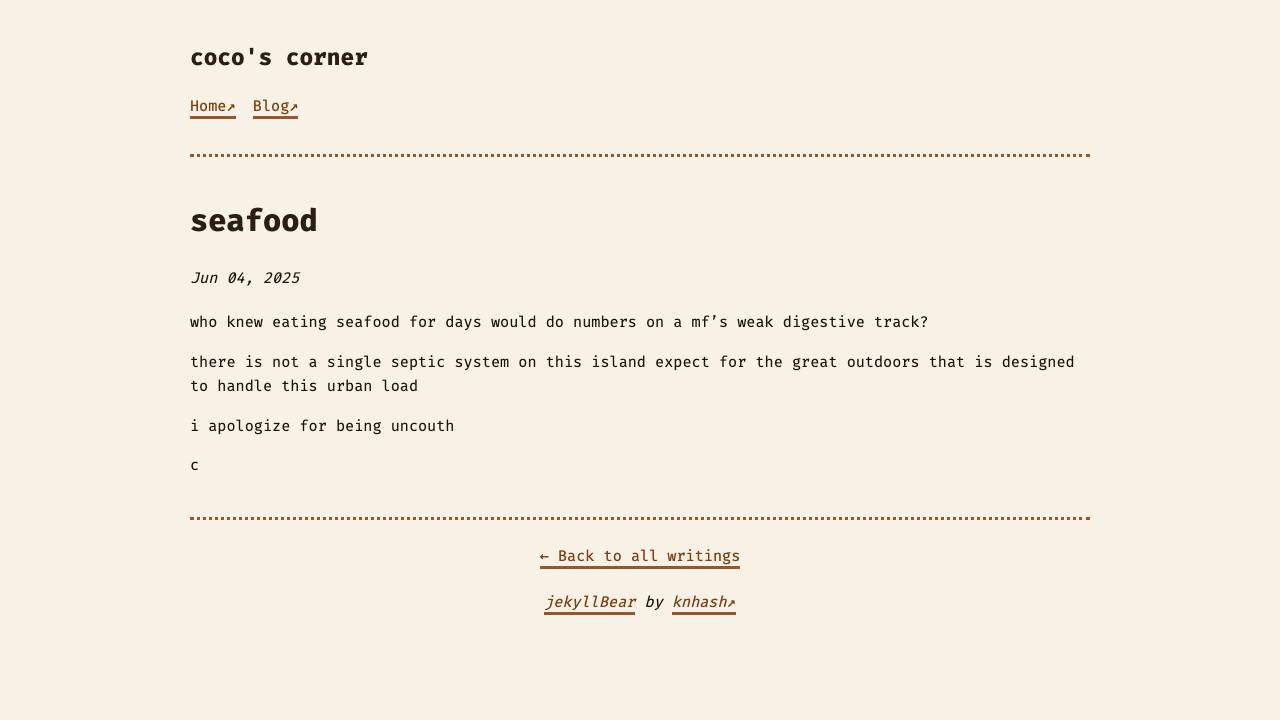 coco's corner
Home↗ Blog↗
seafood
Jun 04, 2025
who knew eating seafood for days would do numbers on a mf’s weak digestive track?
there is not a single septic system on this island expect for the great outdoors that is designed
to handle this urban load
i apologize for being uncouth
c
← Back to all writings
jekyllBear by knhash↗